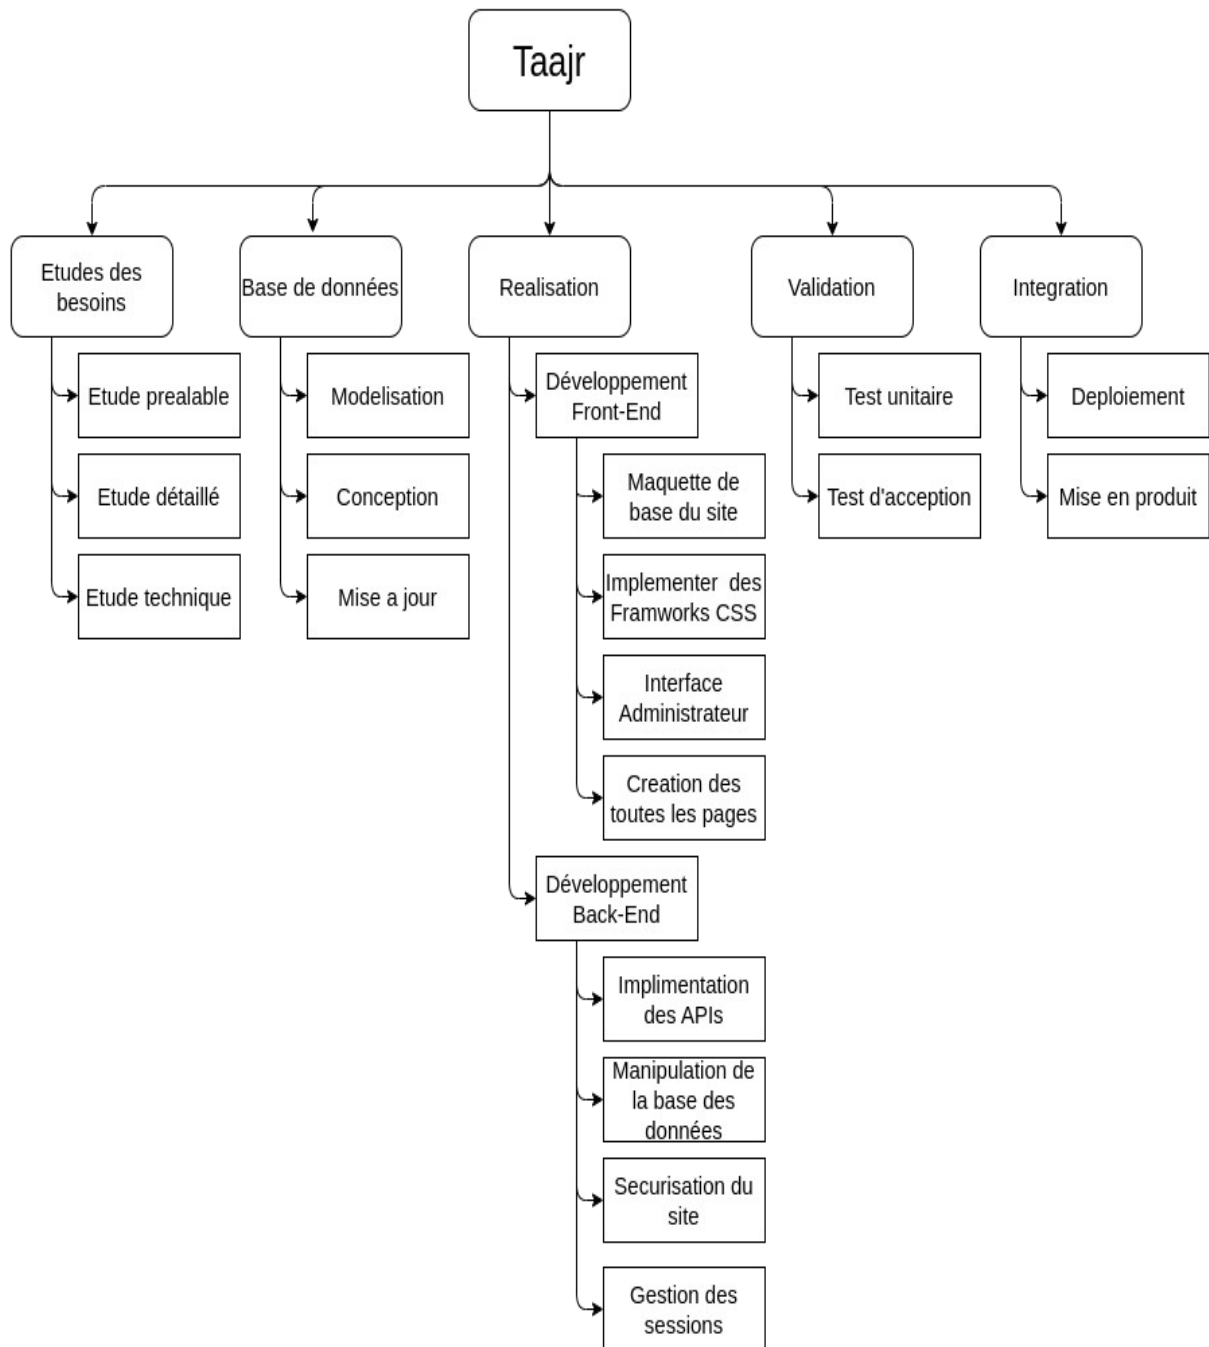 Taajr
Etudes des
besoins
Base de données
Realisation
Validation
Integration
Etude prealable
Etude détaillé
Etude technique
Modelisation
Conception
Mise a jour
Développement
Front-End
Maquette de
base du site
Implementer des
Framworks CSS
Interface
Administrateur
Creation des
toutes les pages
Développement
Back-End
Implimentation
des APIs
Manipulation de
la base des
données
Securisation du
site
Gestion des
sessions
Test unitaire
Test d'acception
Deploiement
Mise en produit